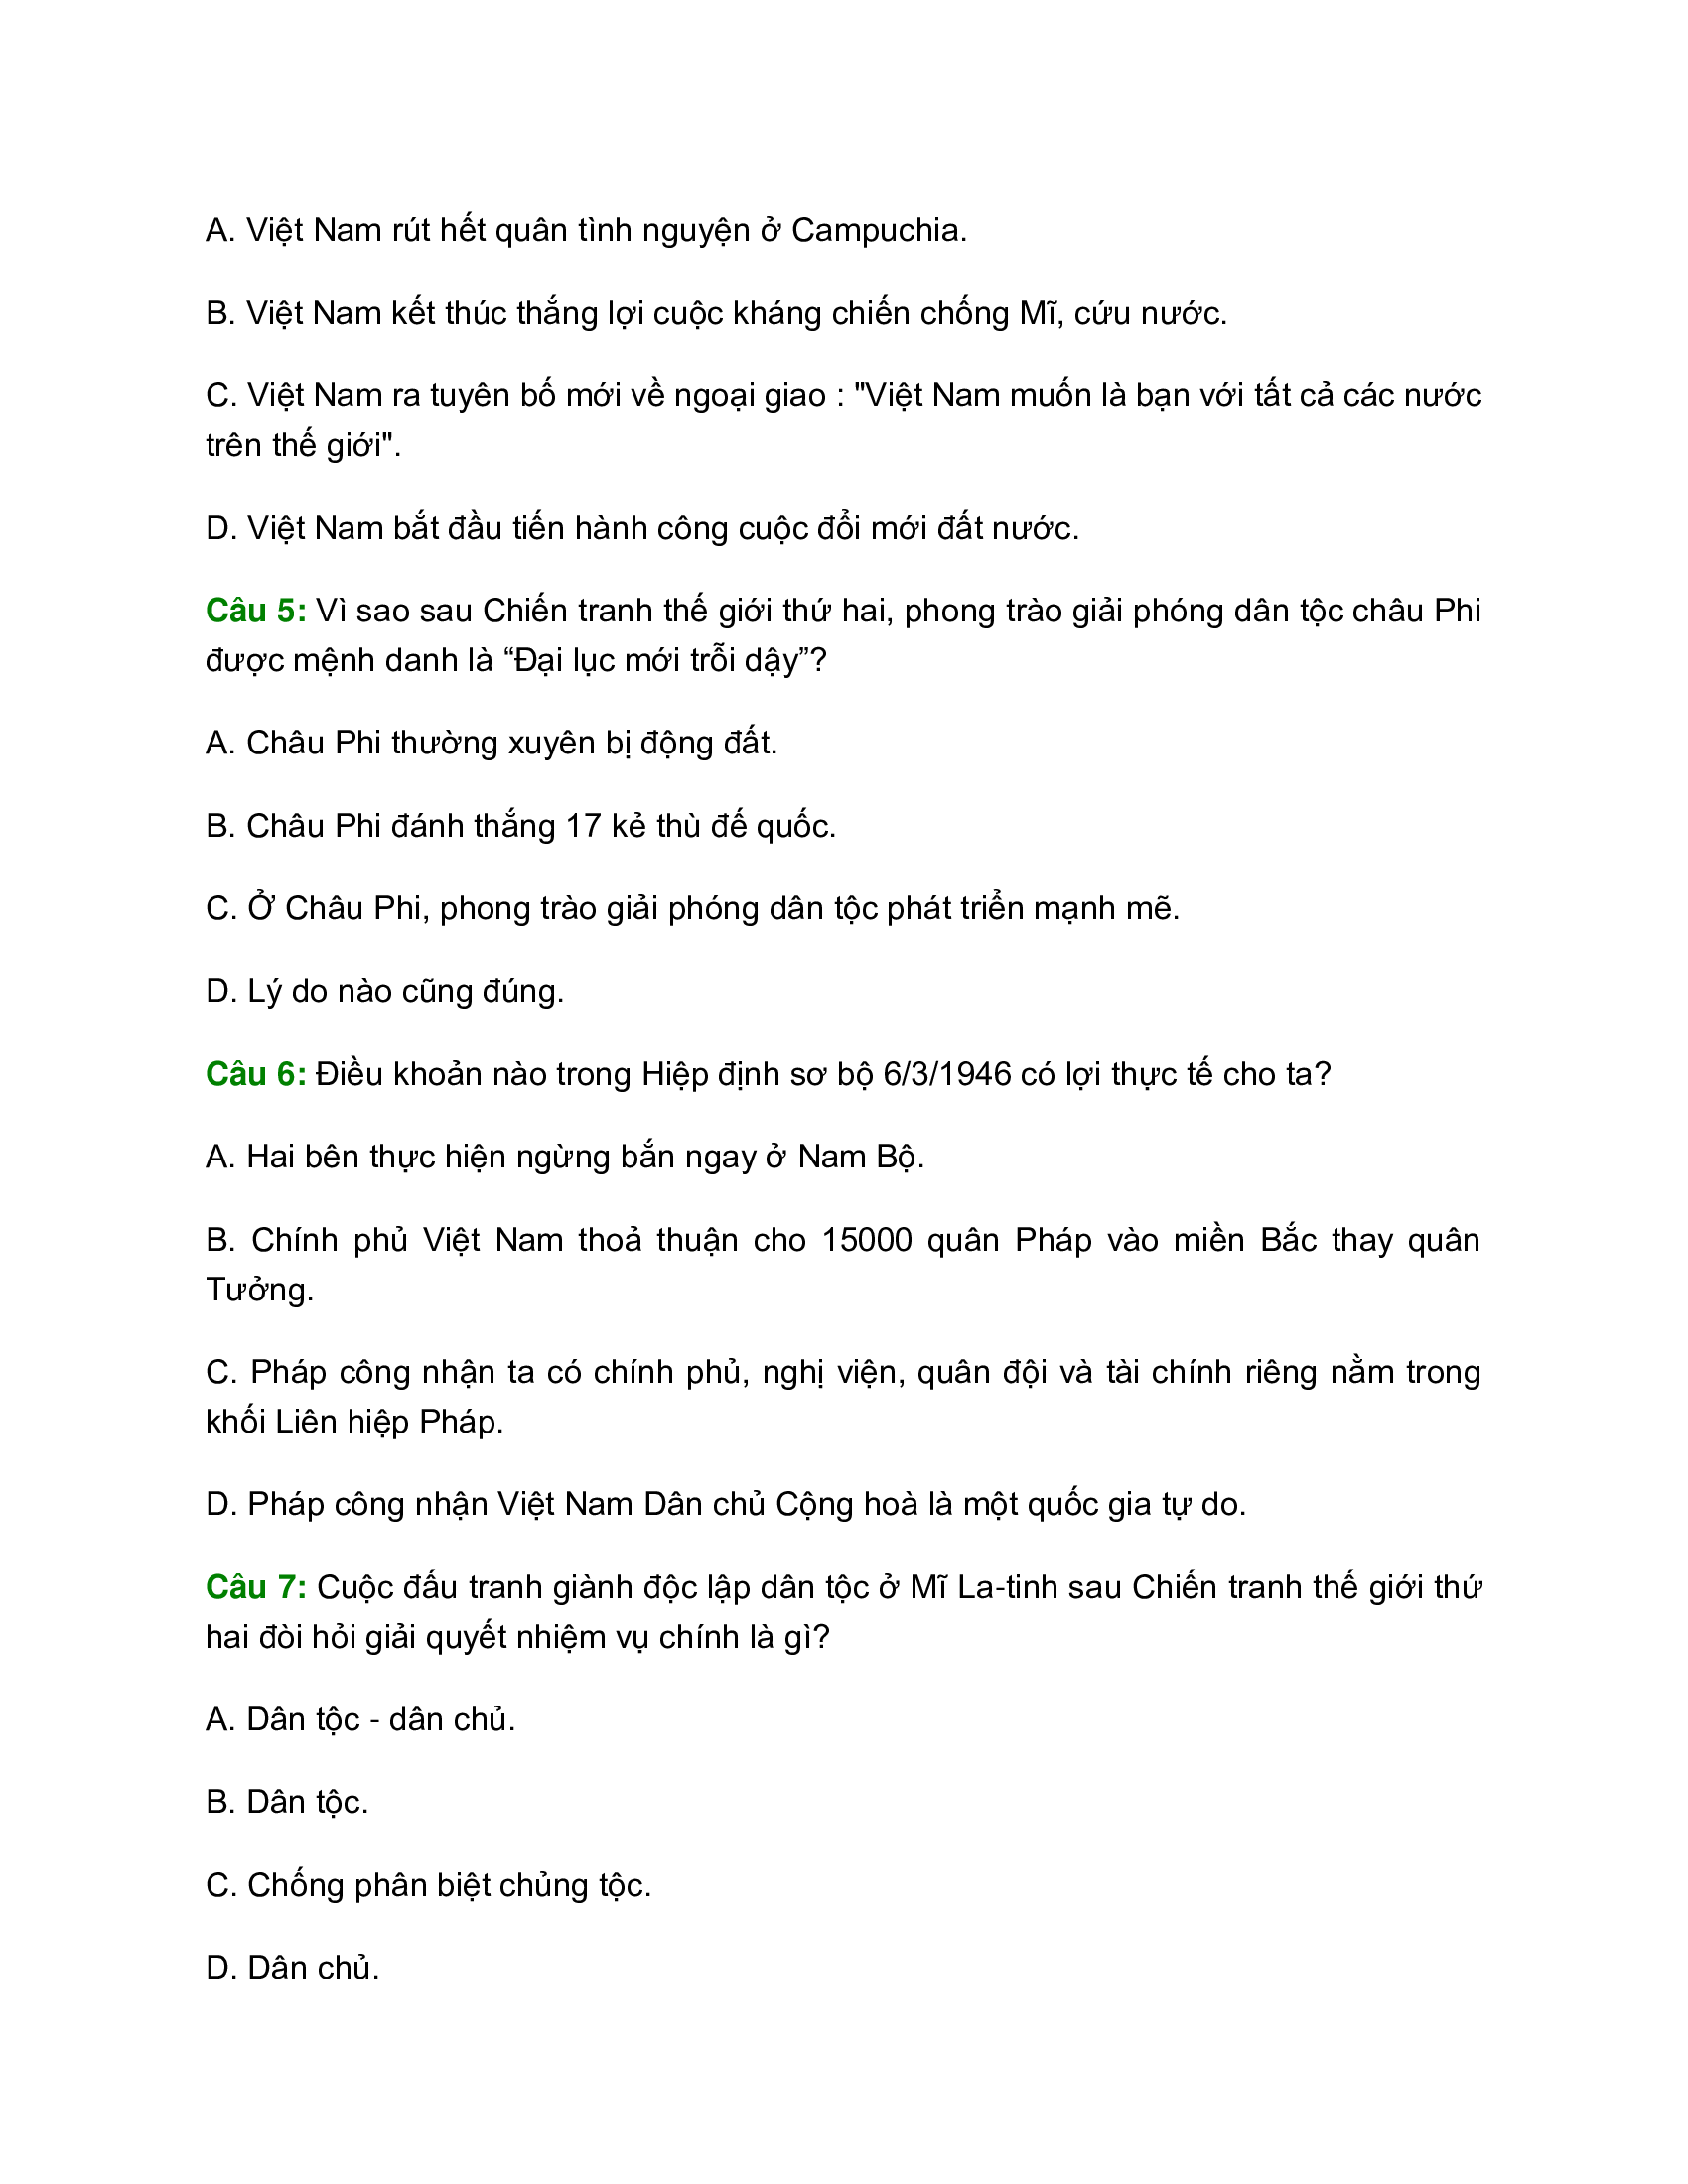 A. Việt Nam rút hết quân tình nguyện ở Campuchia.
B. Việt Nam kết thúc thắng lợi cuộc kháng chiến chống Mĩ, cứu nước.
C. Việt Nam ra tuyên bố mới về ngoại giao : "Việt Nam muốn là bạn với tất cả các nước
trên thế giới".
D. Việt Nam bắt đầu tiến hành công cuộc đổi mới đất nước.
Câu 5: Vì sao sau Chiến tranh thế giới thứ hai, phong trào giải phóng dân tộc châu Phi
được mệnh danh là “Đại lục mới trỗi dậy”?
A. Châu Phi thường xuyên bị động đất.
B. Châu Phi đánh thắng 17 kẻ thù đế quốc.
C. Ở Châu Phi, phong trào giải phóng dân tộc phát triển mạnh mẽ.
D. Lý do nào cũng đúng.
Câu 6: Điều khoản nào trong Hiệp định sơ bộ 6/3/1946 có lợi thực tế cho ta?
A. Hai bên thực hiện ngừng bắn ngay ở Nam Bộ.
B. Chính phủ Việt Nam thoả thuận cho 15000 quân Pháp vào miền Bắc thay quân
Tưởng.
C. Pháp công nhận ta có chính phủ, nghị viện, quân đội và tài chính riêng nằm trong
khối Liên hiệp Pháp.
D. Pháp công nhận Việt Nam Dân chủ Cộng hoà là một quốc gia tự do.
Câu 7: Cuộc đấu tranh giành độc lập dân tộc ở Mĩ La-tinh sau Chiến tranh thế giới thứ
hai đòi hỏi giải quyết nhiệm vụ chính là gì?
A. Dân tộc - dân chủ.
B. Dân tộc.
C. Chống phân biệt chủng tộc.
D. Dân chủ.